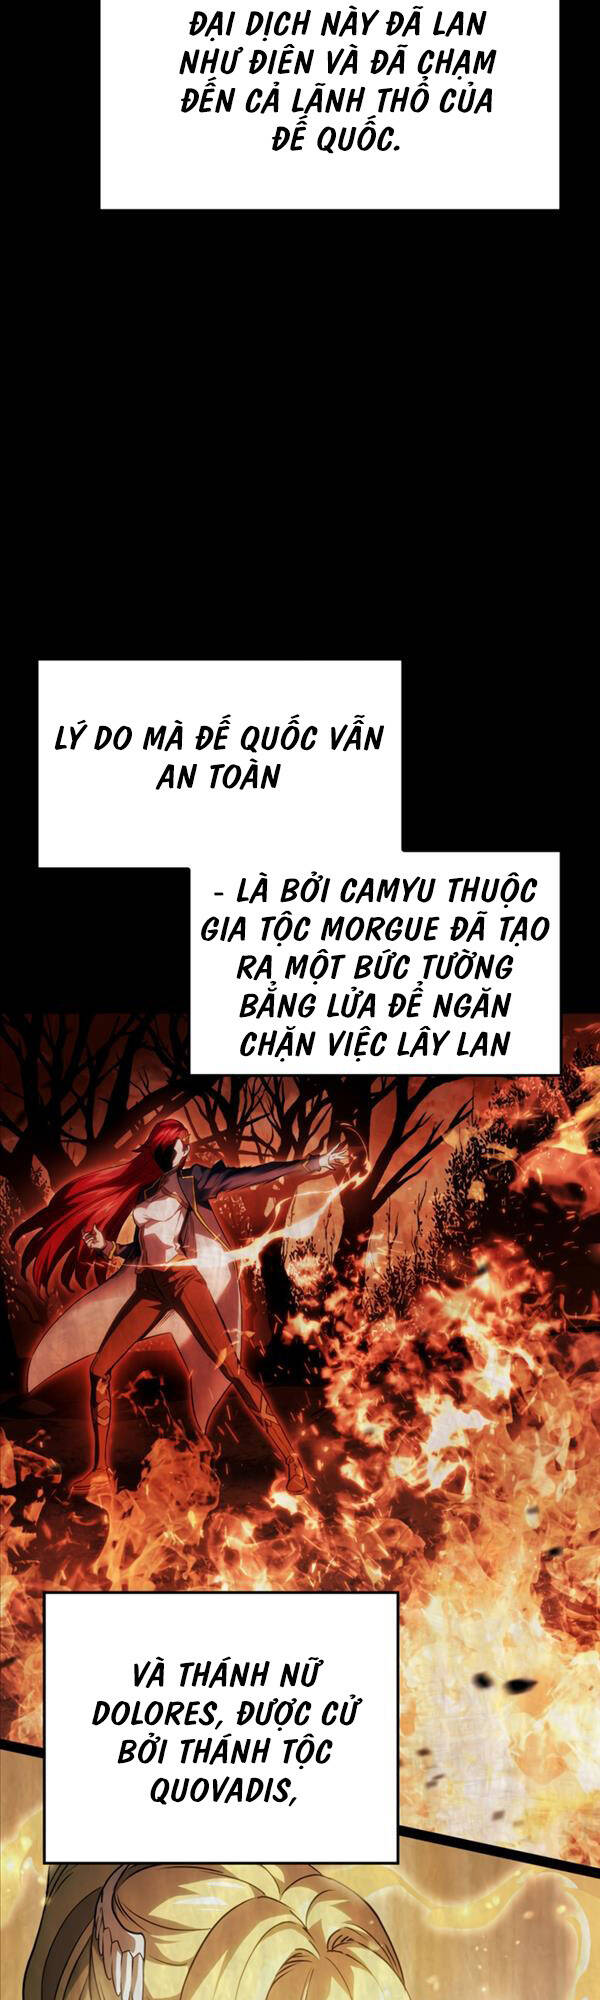 ĐẠI DỊCH NÀY ĐÃ LAN
NHƯ ĐIÊN VÀ ĐÃ CHẠM
ĐẾN CẢ LÃNH THỔ CỦA
ĐẾ QUỐC.
LÝ DO MÀ ĐẾ QUỐC VẪN
AN TOÀN
- LÀ BỞI CAMYU THUỘC
GIA TỘC MORGUE ĐÃ TẠO
RA MỘT BỨC TƯỜNG
BẰNG LỬA ĐỂ NGĂN
CHẶN VIỆC LÂY LAN
VÀ THÁNH NỮ
DOLORES, ĐƯỢC CỬ
BỞI THÁNH TỘC
QUOVADIS,